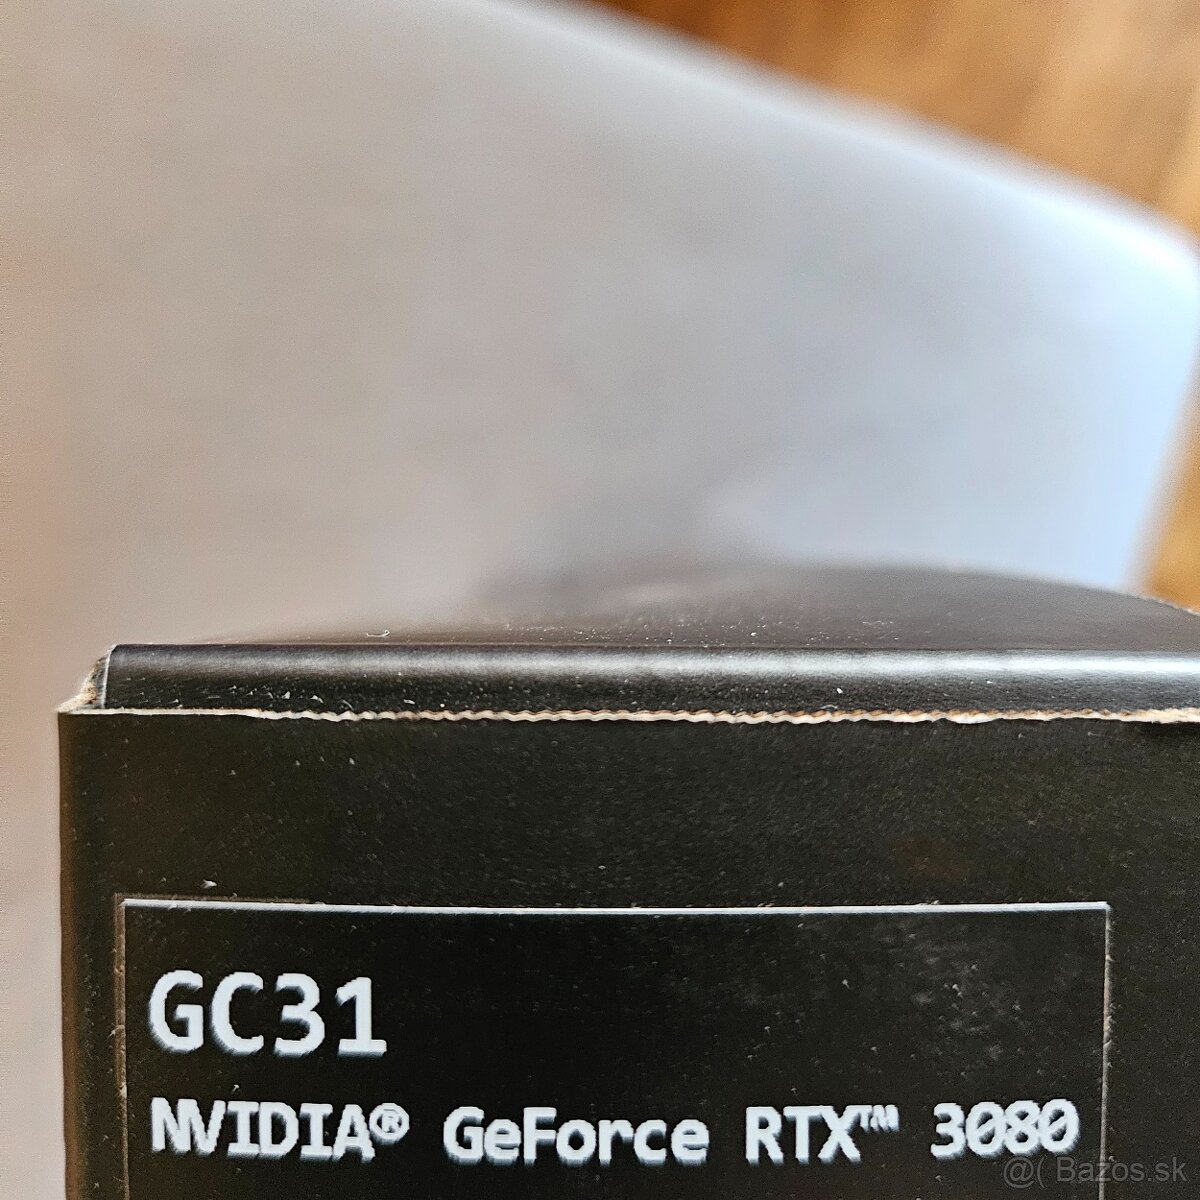 GC31
NVIDIA® GeForce RTX™ 3080
@( Bazos.sk